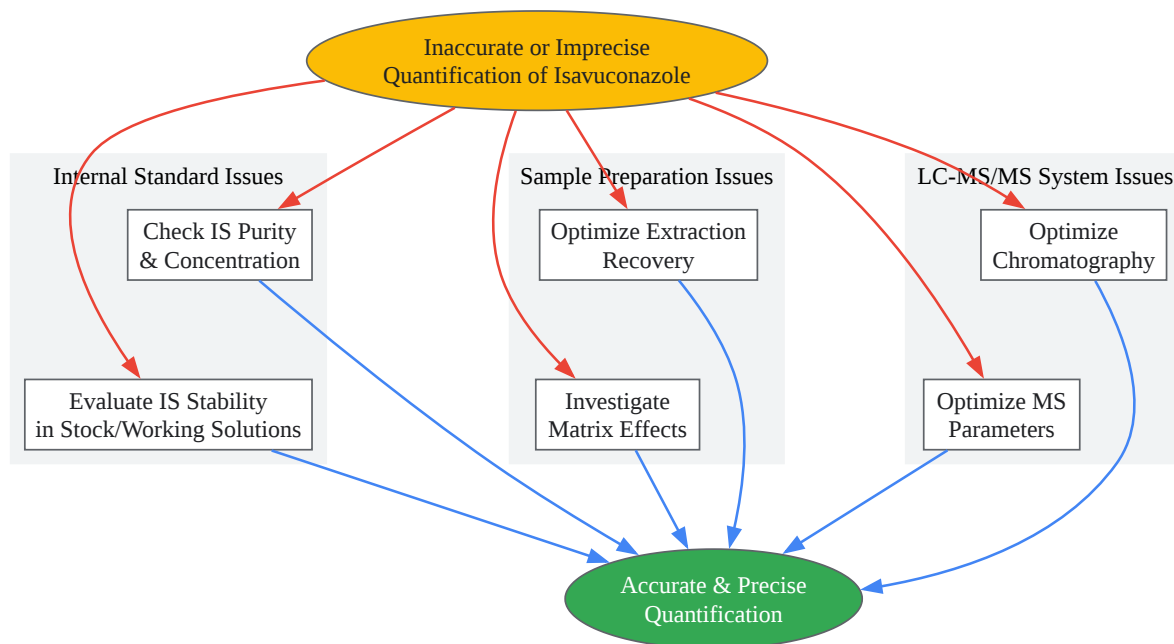 Inaccurate or Imprecise
Quantification of Isavuconazole
Internal Standard Issues
Sample Preparation Issues
LC-MS/MS System Issues
Check IS Purity
& Concentration
Optimize Extraction
Recovery
Optimize
Chromatography
Evaluate IS Stability
in Stock/Working Solutions
Investigate
Matrix Effects
Optimize MS
Parameters
Accurate & Precise
Quantification